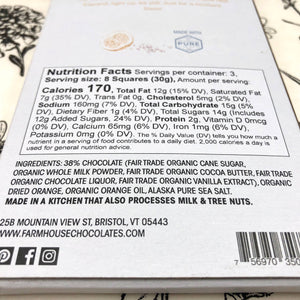 MADE WITH
PURE
Nutrition Facts Servings per container: 3,
Serving size: 8 Squares (30g), Amount per serving:
Calories 170, Total Fat 12g (15% DV), Saturated Fat
7g (35% DV), Trans Fat 0g, Cholesterol 5mg (2% DV),
Sodium 160mg (7% DV), Total Carbohydrate 15g (5%
DV), Dietary Fiber 1g (4% DV), Total Sugars 14g (Includes
12g Added Sugars, 24% DV), Protein 2g, Vitamin D 0mcg
(0% DV), Calcium 65mg (6% DV), Iron 1mg (6% DV),
Potassium 0mg (0% DV). The % Daily Value (DV) tells you how much a
nutrient in a serving of food contributes to a daily diet. 2,000 calories a day is
used for general nutrition advice.
INGREDIENTS: 38% CHOCOLATE (FAIR TRADE ORGANIC CANE SUGAR,
ORGANIC WHOLE MILK POWDER, FAIR TRADE ORGANIC COCOA BUTTER, FAIR
TRADE ORGANIC CHOCOLATE LIQUOR, FAIR TRADE ORGANIC VANILLA EXTRACT), ORGANIC
DRIED ORANGE, ORGANIC ORANGE OIL, ALASKA PURE SEA SALT.
MADE IN A KITCHEN THAT ALSO PROCESSES MILK & TREE NUTS.
25B MOUNTAIN VIEW ST, BRISTOL, VT 05443
WWW.FARMHOUSECHOCOLATES.COM
7 56970 350